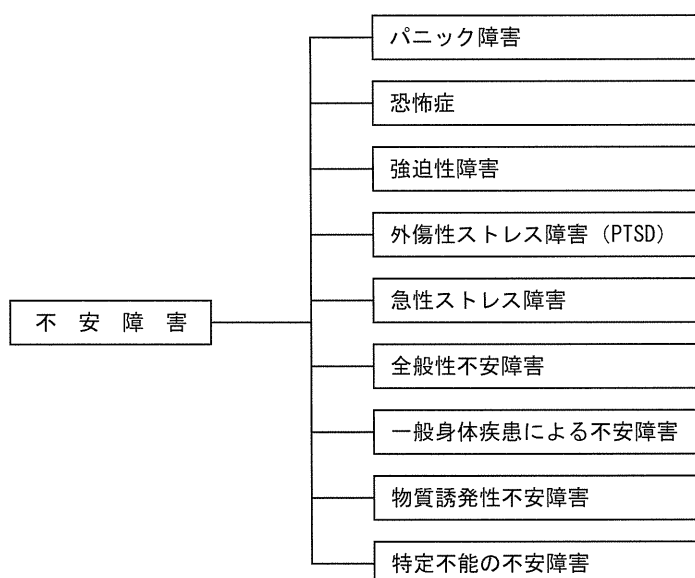 パニック障害
恐怖症
強迫性障害
外傷性ストレス障害（PTSD）
急性ストレス障害
不安障害
全般性不安障害
一般身体疾患による不安障害
物質誘発性不安障害
特定不能の不安障害